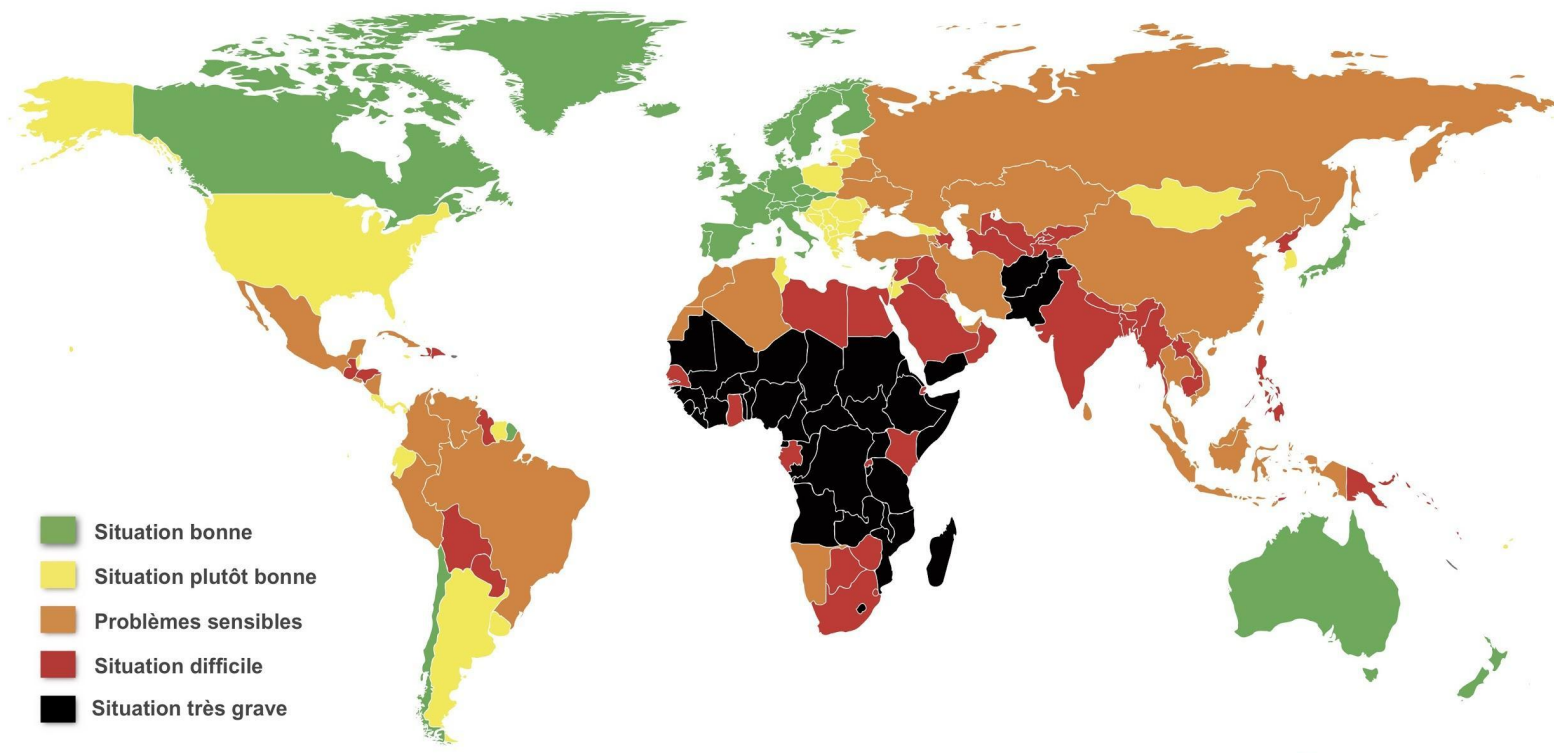 Situation bonne
Situation plutôt bonne
Problèmes sensibles
Situation difficile
Situation très grave